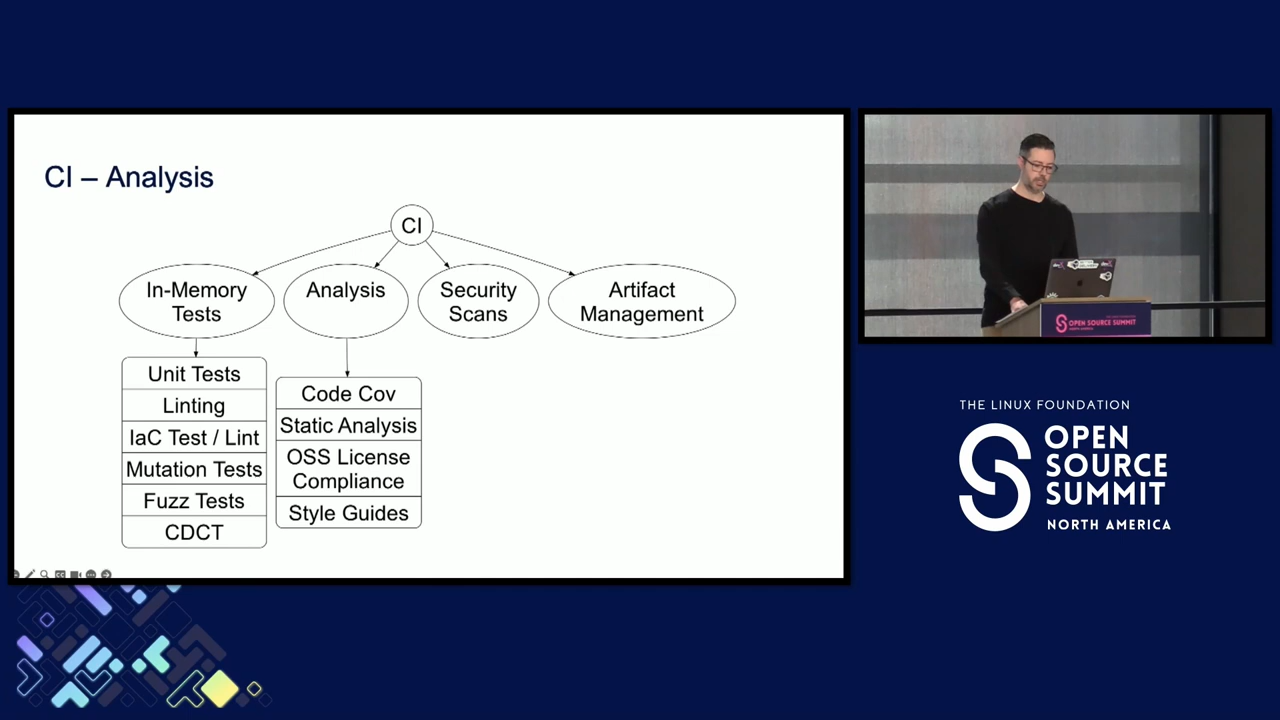 CI – Analysis
CI
In-Memory
Tests
Analysis
Security
Scans
Artifact
Management
Unit Tests
Linting
IaC Test / Lint
Mutation Tests
Fuzz Tests
CDCT
Code Cov
Static Analysis
OSS License
Compliance
Style Guides
OPEN SOURCE SUMMIT
THE LINUX FOUNDATION
OPEN
SOURCE
SUMMIT
NORTH AMERICA